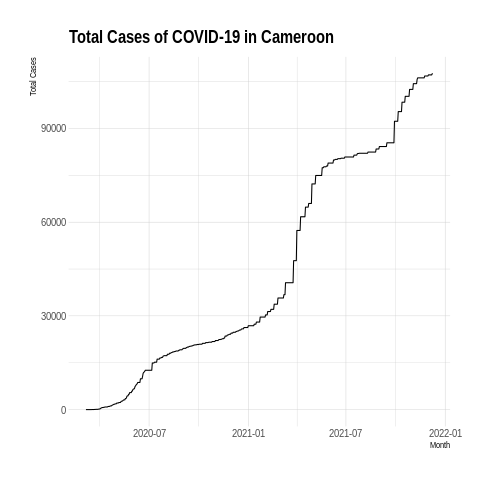 Total Cases of COVID-19 in Cameroon
Total Cases
90000
60000
30000
0
2020-07
2021-01
2021-07
2022-01
Month